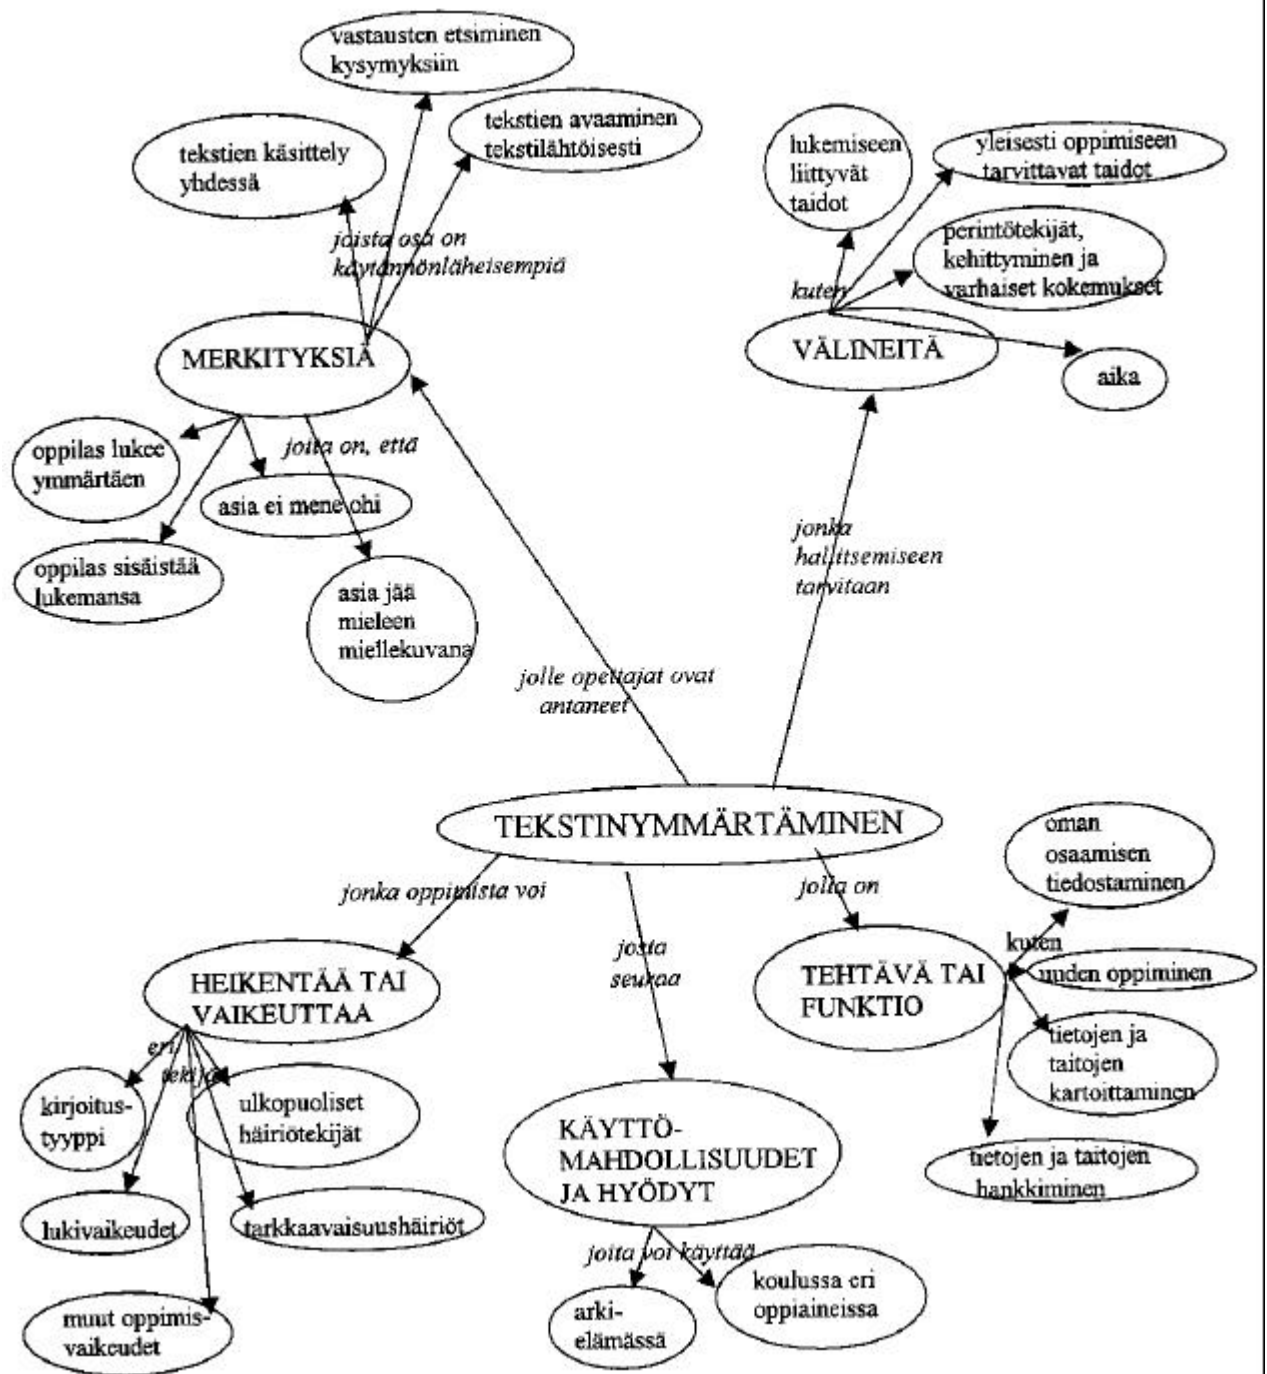 vastausten etsiminen
kysymyksiin
tekstien avaaminen
tekstilähtöisesti
tekstien käsittely
yhdessä
joista osa on
käytännönläheisempiä
MERKITYKSIÄ
lukemiseen
liittyvät
taidot
yleisesti oppimiseen
tarvittavat taidot
perintötekijät,
kehittyminen ja
varhaiset kokemukset
kuten
VÄLINEITÄ
aika
oppilas lukee
ymmärtäen
joita on, että
asia ei mene ohi
oppilas sisäistää
lukemansa
asia jää
mieleen
miellekuvana
jonka
hallitsemiseen
tarvitaan
jolle opettajat ovat
antaneet
TEKSTINYMMÄRTÄMINEN
jonka oppimista voi
josta
seuraa
jolla on
HEIKENTÄÄ TAI
VAIKEUTTAA
eri
tekijä
kirjoitus-
tyyppi
ulkopuoliset
häiriötekijät
lukivaikeudet
tarkkaavaisuushäiriöt
muut oppimis-
vaikeudet
KÄYTTÖ-
MAHDOLLISUUDET
JA HYÖDYT
joita voi käyttää
arki-
elämässä
koulussa eri
oppiaineissa
TEHTÄVÄ TAI
FUNKTIO
kuten
oman
osaamisen
tiedostaminen
uuden oppiminen
tietojen ja
taitojen
kartoittaminen
tietojen ja taitojen
hankkiminen